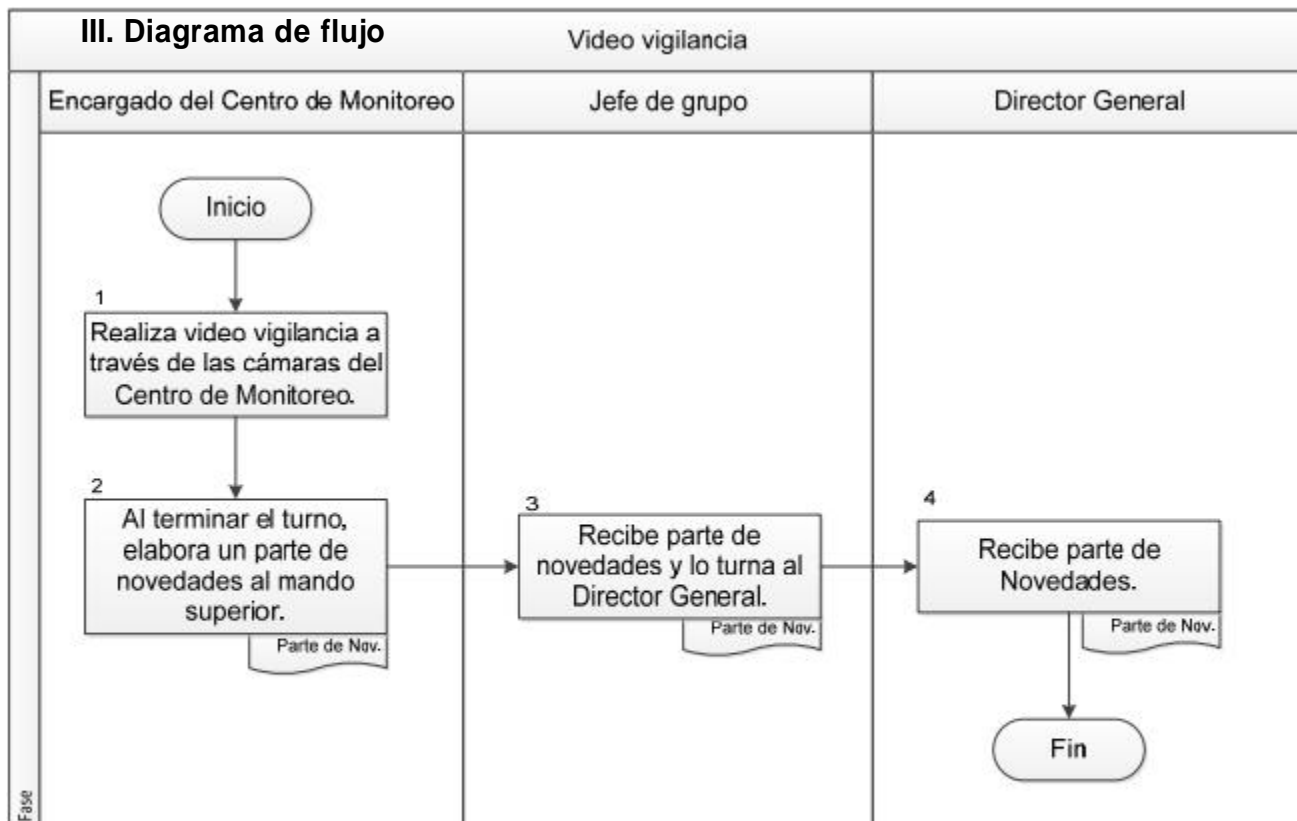 III. Diagrama de flujo
Video vigilancia
Encargado del Centro de Monitoreo
Jefe de grupo
Director General
Inicio
1
Realiza video vigilancia a
través de las cámaras del
Centro de Monitoreo.
2
Al terminar el turno,
elabora un parte de
novedades al mando
superior.
Parte de Nov.
3
Recibe parte de
novedades y lo turna al
Director General.
Parte de Nov.
4
Recibe parte de
Novedades.
Parte de Nov.
Fin
Fase